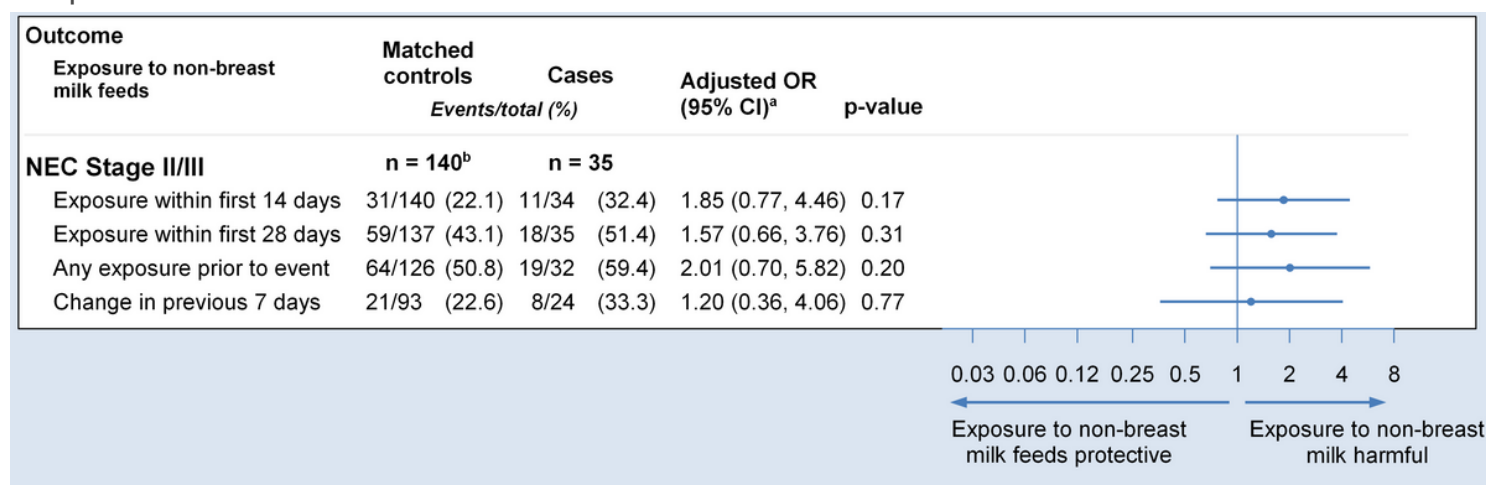 Outcome
Exposure to non-breast
milk feeds
Matched
controls
Cases
Events/total (%)
Adjusted OR
(95% CI)ᵃ
p-value
NEC Stage II/III n = 140ᵇ n = 35
Exposure within first 14 days 31/140 (22.1) 11/34 (32.4) 1.85 (0.77, 4.46) 0.17
Exposure within first 28 days 59/137 (43.1) 18/35 (51.4) 1.57 (0.66, 3.76) 0.31
Any exposure prior to event 64/126 (50.8) 19/32 (59.4) 2.01 (0.70, 5.82) 0.20
Change in previous 7 days 21/93 (22.6) 8/24 (33.3) 1.20 (0.36, 4.06) 0.77
0.03 0.06 0.12 0.25 0.5 1 2 4 8
Exposure to non-breast
milk feeds protective
Exposure to non-breast
milk harmful